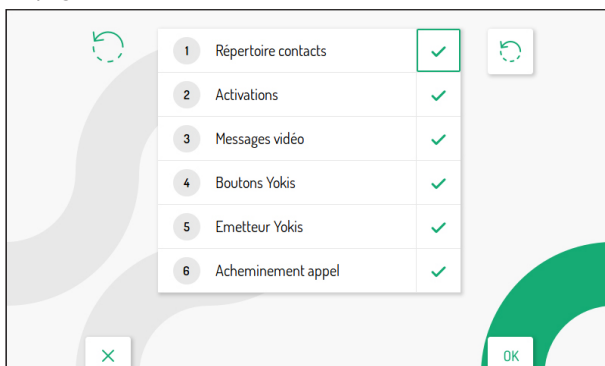 1 Répertoire contacts
2 Activations
3 Messages vidéo
4 Boutons Yokis
5 Emetteur Yokis
6 Acheminement appel
OK